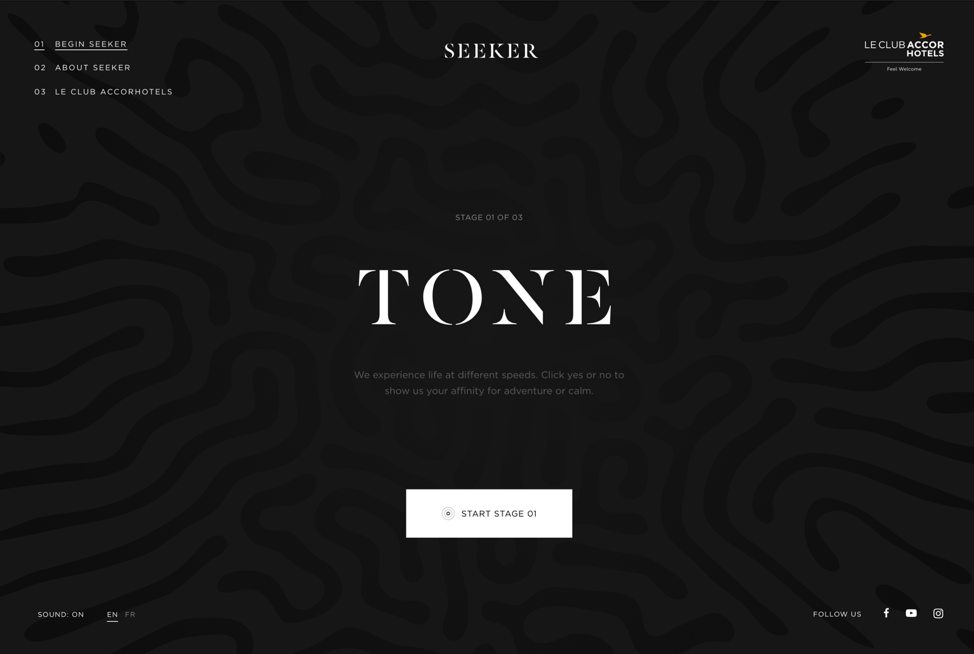 01 BEGIN SEEKER
02 ABOUT SEEKER
03 LE CLUB ACCORHOTELS
SEEKER
LE CLUB ACCOR
HOTELS
Feel Welcome
STAGE 01 OF 03
TONE
We experience life at different speeds. Click yes or no to
show us your affinity for adventure or calm.
START STAGE 01
SOUND: ON EN FR
FOLLOW US